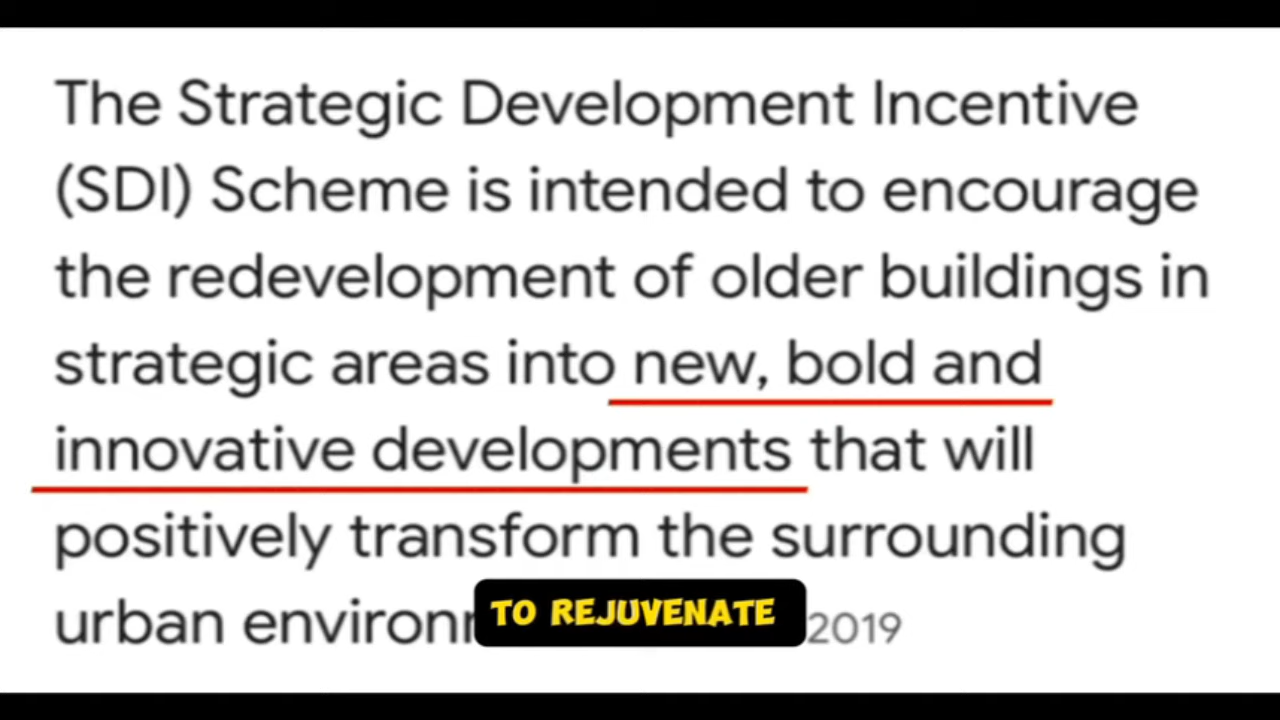 The Strategic Development Incentive
(SDI) Scheme is intended to encourage
the redevelopment of older buildings in
strategic areas into new, bold and
innovative developments that will
positively transform the surrounding
urban 2019
TO REJUVENATE